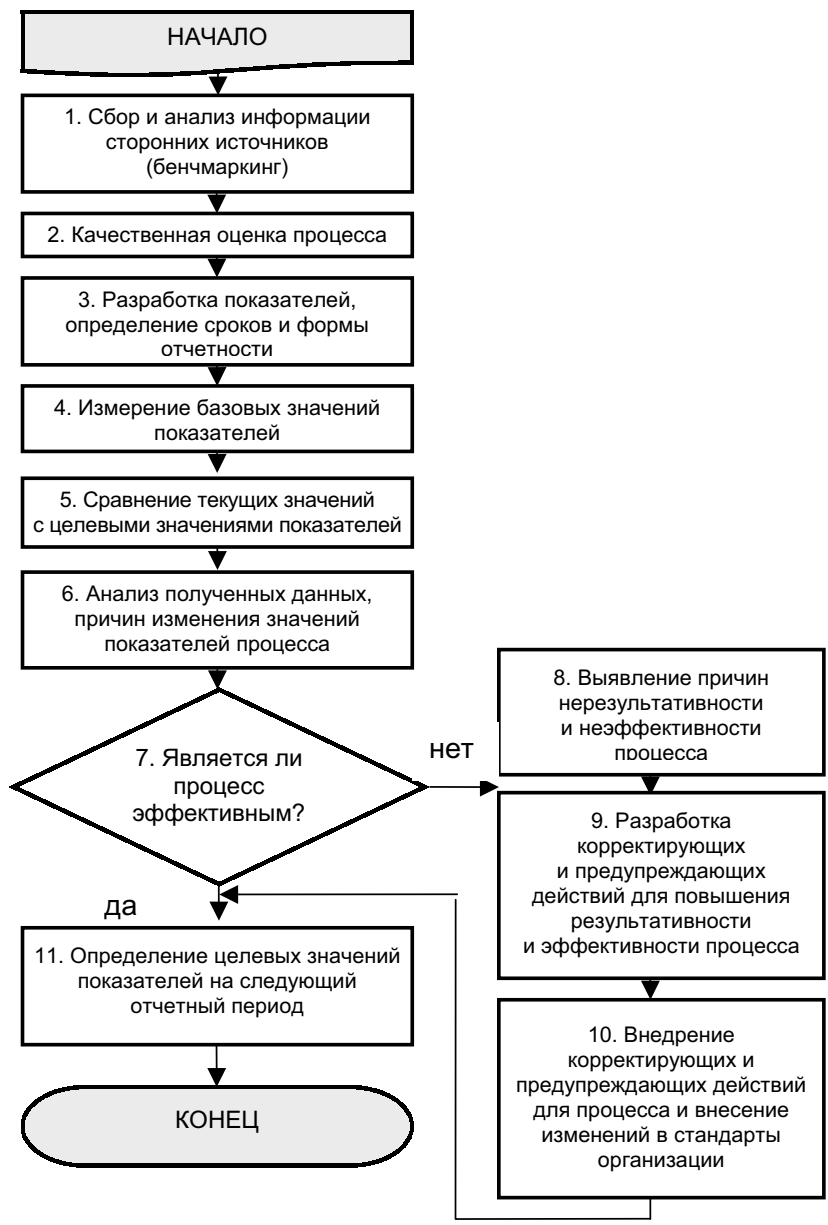 НАЧАЛО
1. Сбор и анализ информации
сторонних источников
(бенчмаркинг)
2. Качественная оценка процесса
3. Разработка показателей,
определение сроков и формы
отчетности
4. Измерение базовых значений
показателей
5. Сравнение текущих значений
с целевыми значениями показателей
6. Анализ полученных данных,
причин изменения значений
показателей процесса
7. Является ли
процесс
эффективным?
нет
да
8. Выявление причин
нерезультативности
и неэффективности
процесса
9. Разработка
корректирующих
и предупреждающих
действий для повышения
результативности
и эффективности процесса
10. Внедрение
корректирующих и
предупреждающих действий
для процесса и внесение
изменений в стандарты
организации
11. Определение целевых значений
показателей на следующий
отчетный период
КОНЕЦ